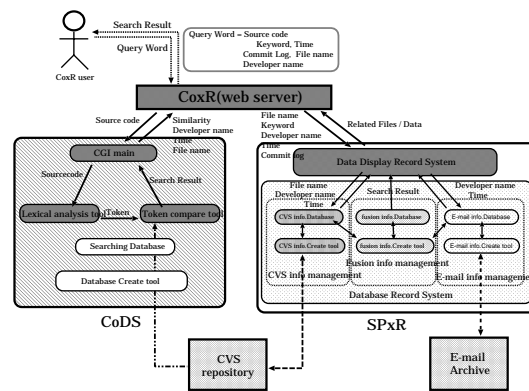 Search Result
Query Word
CoxR user
Query Word = Source code
Keyword, Time
Commit Log, File name
Developer name
CoxR(web server)
Source code
Similarity
Developer name
Time
File name
File name
Keyword
Developer name
Time
Commit log
Related Files / Data
CGI main
Sourcecode
Search Result
Lexical analysis tool
Token
Token compare tool
Searching Database
Database Create tool
CoDS
Data Display Record System
File name
Developer name
Time
Search Result
Developer name
Time
CVS info.Database
fusion info.Database
E-mail info.Database
CVS info.Create tool
fusion info.Create tool
E-mail info.Create tool
CVS info management
Fusion info management
E-mail info management
Database Record System
SPxR
CVS
repository
E-mail
Archive